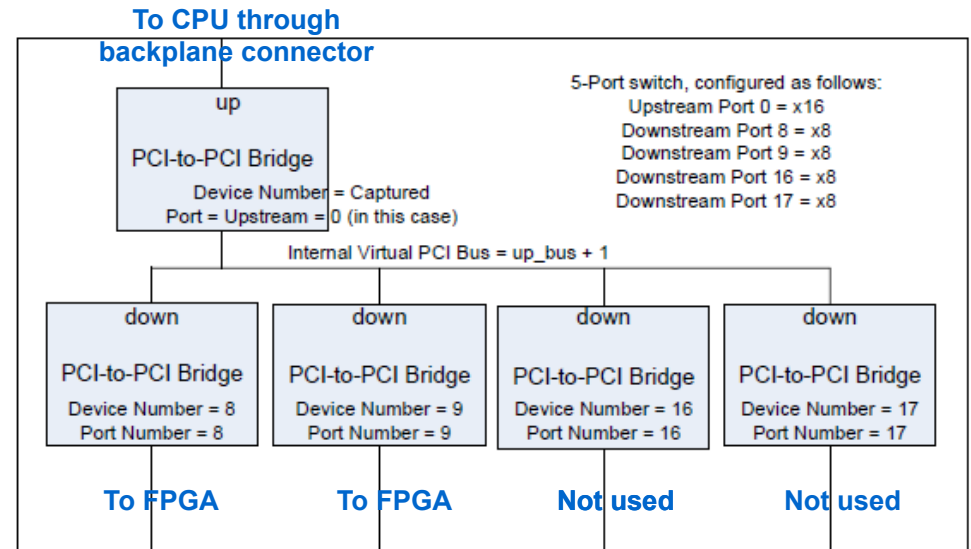 To CPU through
backplane connector
up
PCI-to-PCI Bridge
Device Number = Captured
Port = Upstream = 0 (in this case)
5-Port switch, configured as follows:
Upstream Port 0 = x16
Downstream Port 8 = x8
Downstream Port 9 = x8
Downstream Port 16 = x8
Downstream Port 17 = x8
Internal Virtual PCI Bus = up_bus + 1
down
PCI-to-PCI Bridge
Device Number = 8
Port Number = 8
To FPGA
down
PCI-to-PCI Bridge
Device Number = 9
Port Number = 9
To FPGA
down
PCI-to-PCI Bridge
Device Number = 16
Port Number = 16
Not used
down
PCI-to-PCI Bridge
Device Number = 17
Port Number = 17
Not used